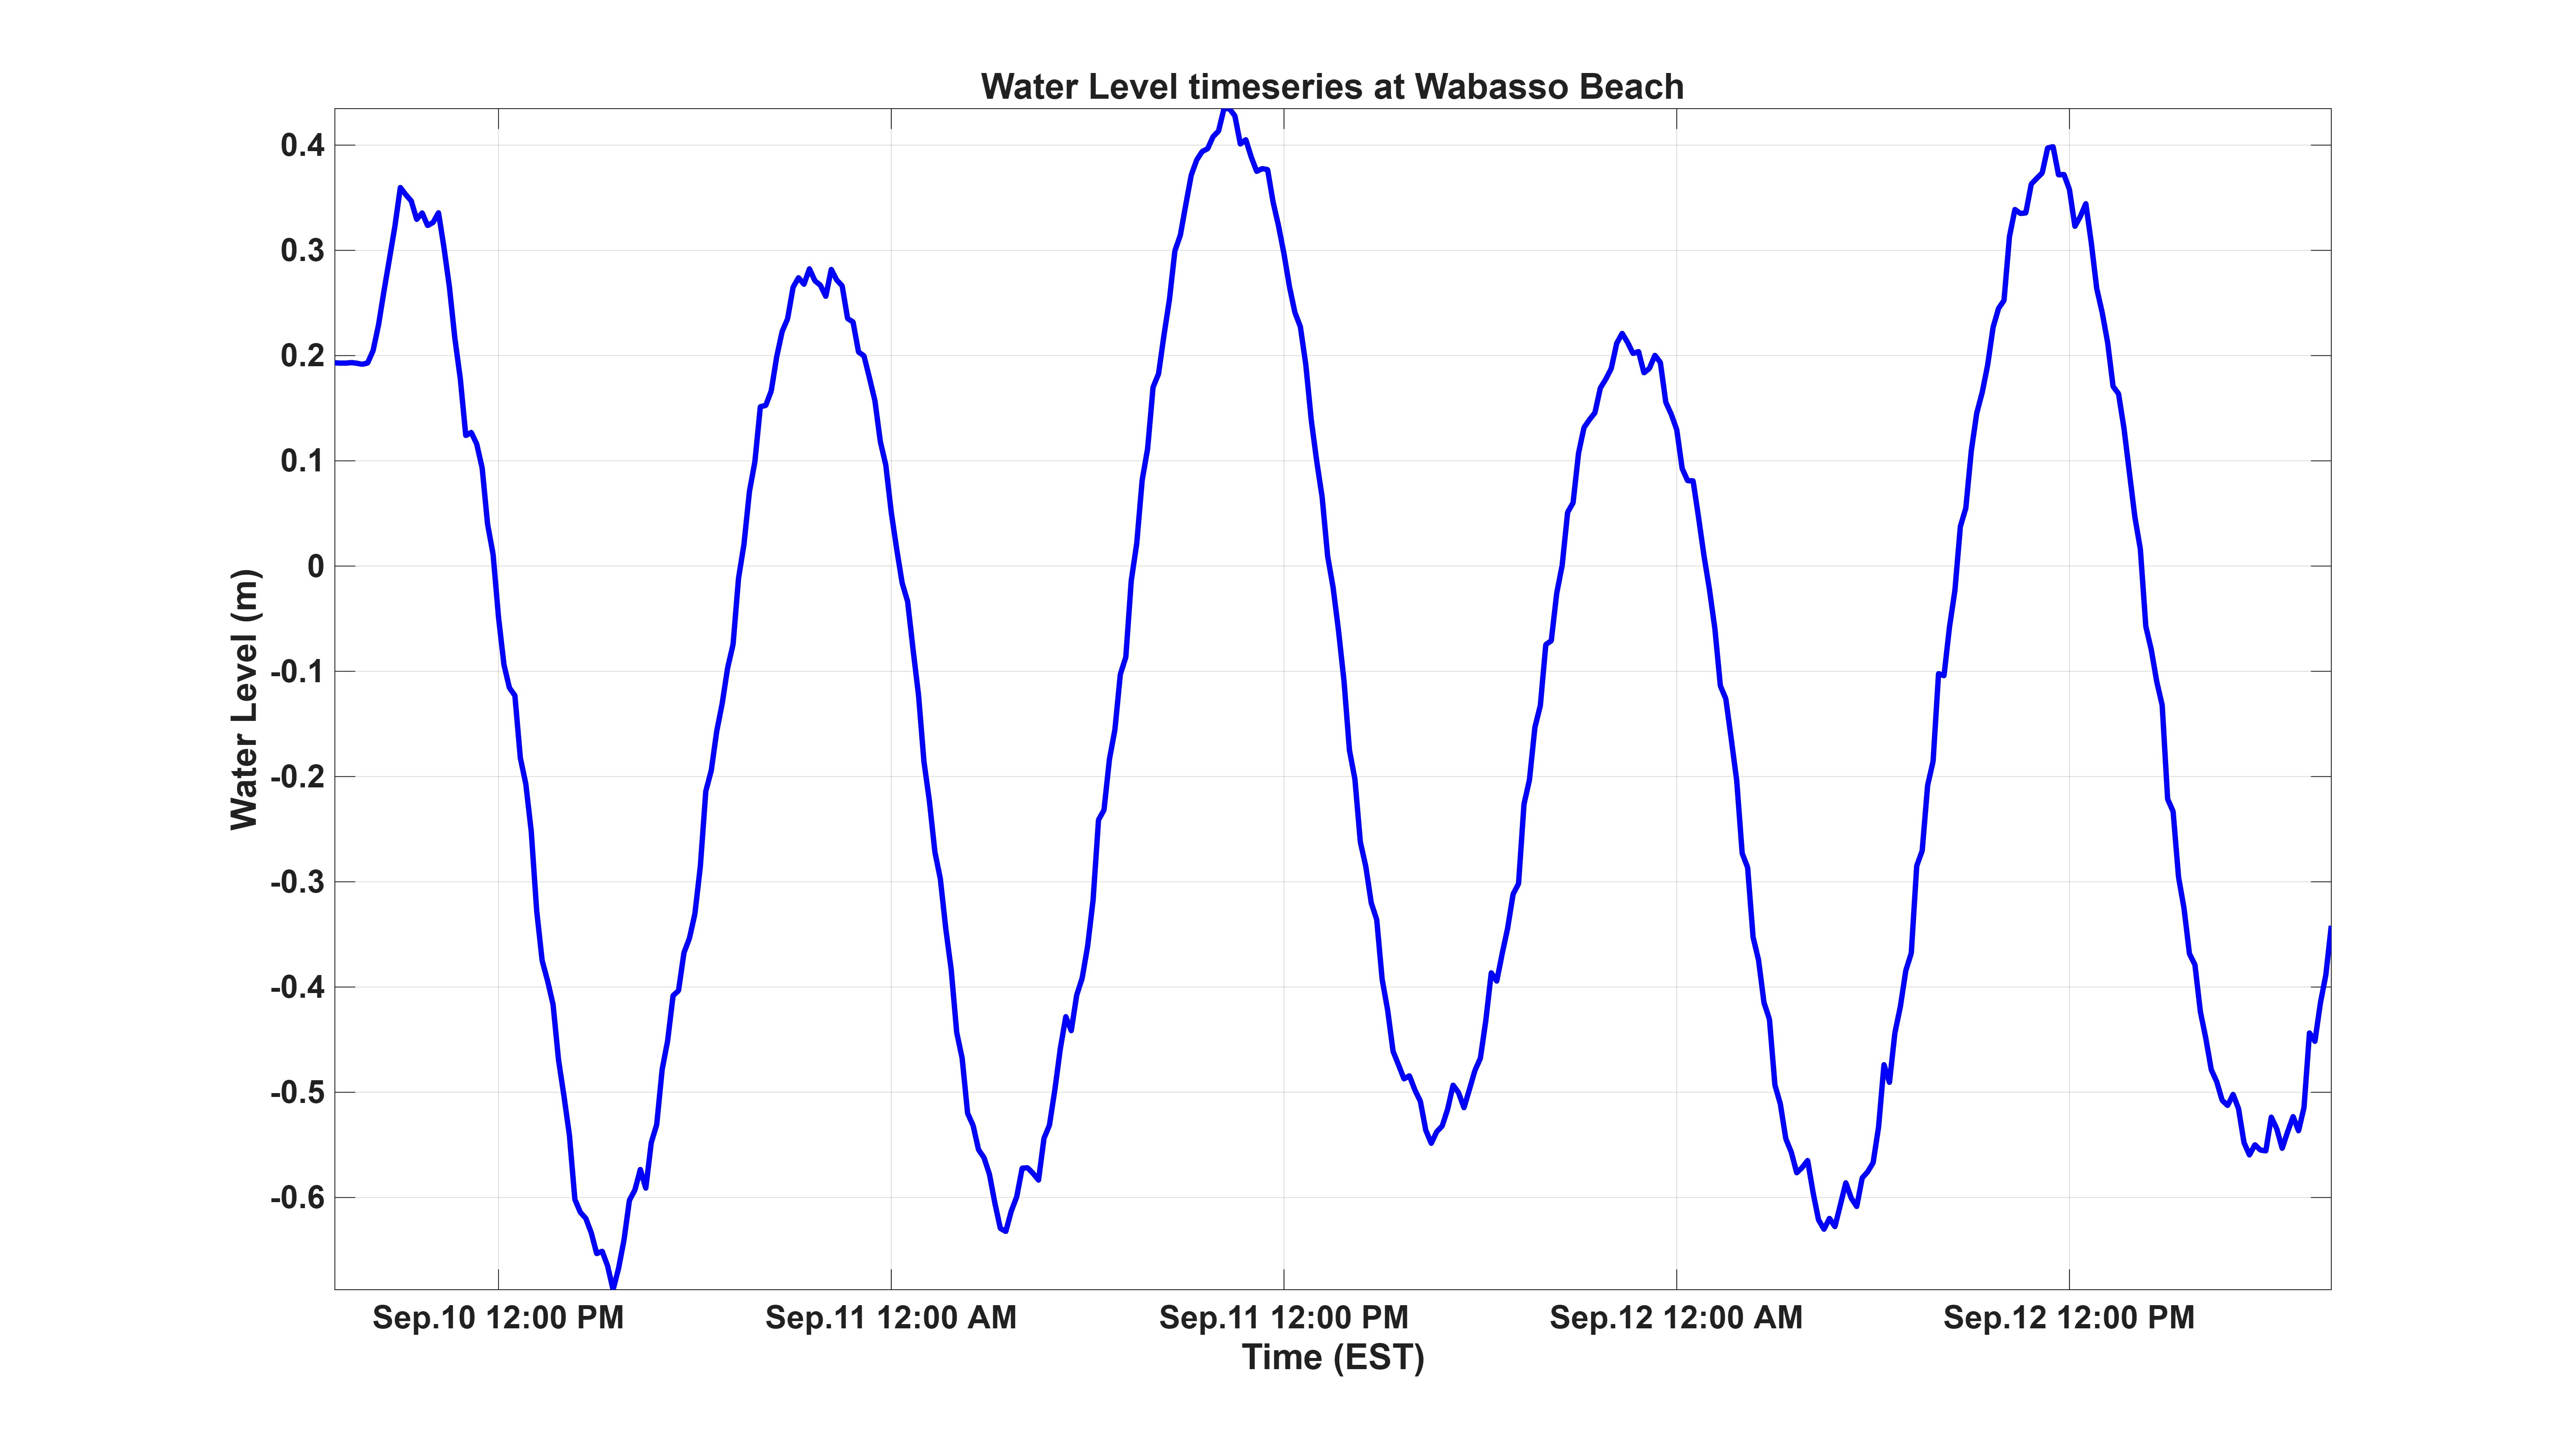 Water Level timeseries at Wabasso Beach
Water Level (m)
0.4
0.3
0.2
0.1
0
-0.1
-0.2
-0.3
-0.4
-0.5
-0.6
Sep.10 12:00 PM
Sep.11 12:00 AM
Sep.11 12:00 PM
Sep.12 12:00 AM
Sep.12 12:00 PM
Time (EST)